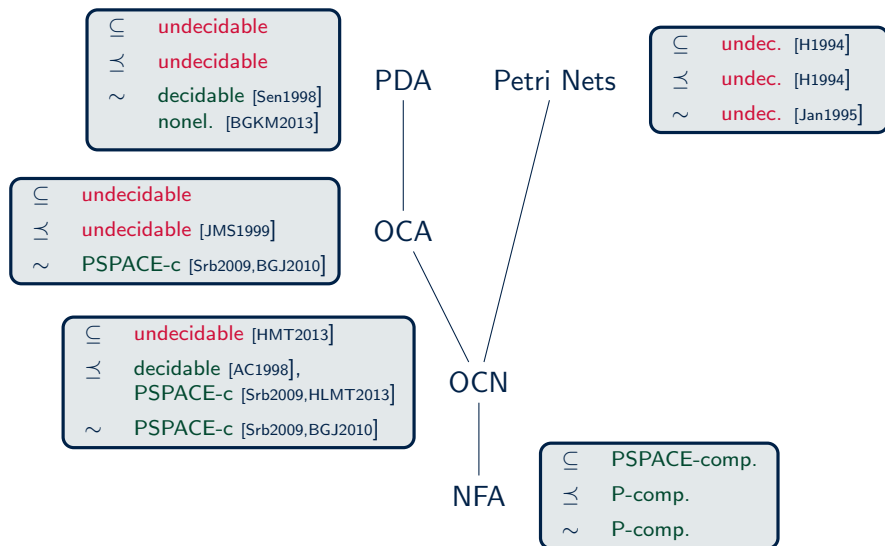 ⊆ undecidable
⪯ undecidable
∼ decidable [Sen1998]
nonel. [BGKM2013]
PDA
Petri Nets
⊆ undec. [H1994]
⪯ undec. [H1994]
∼ undec. [Jan1995]
⊆ undecidable
⪯ undecidable [JMS1999]
∼ PSPACE-c [Srb2009,BGJ2010]
OCA
⊆ undecidable [HMT2013]
⪯ decidable [AC1998],
PSPACE-c [Srb2009,HLMT2013]
∼ PSPACE-c [Srb2009,BGJ2010]
OCN
NFA
⊆ PSPACE-comp.
⪯ P-comp.
∼ P-comp.